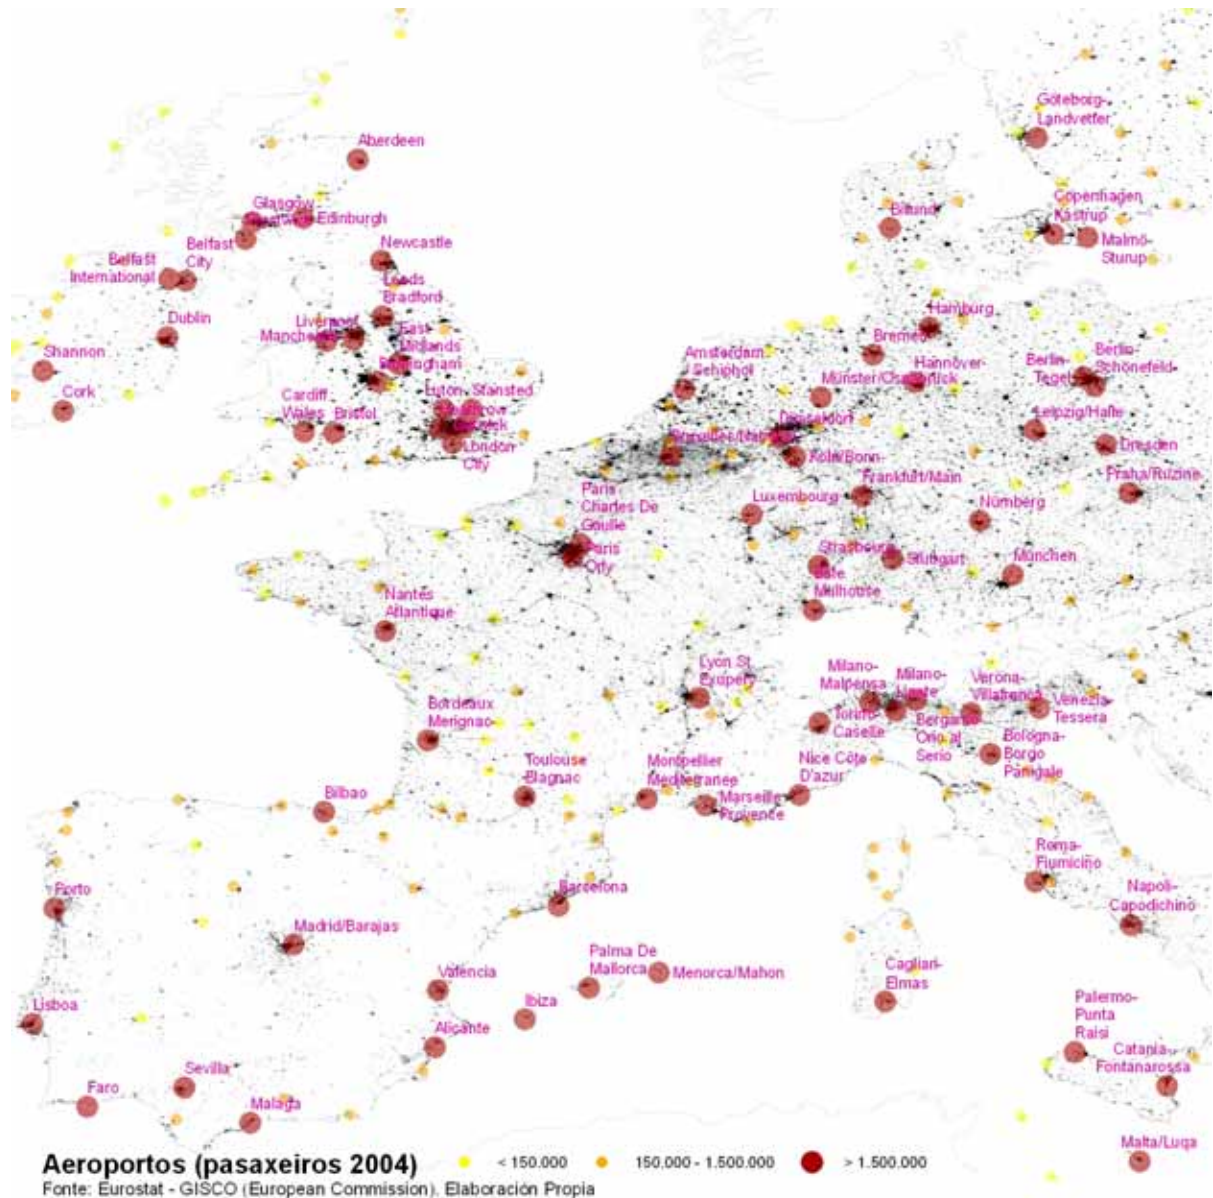 Göteborg-
Landvetter
Aberdeen
Copenhagen
Kastrup
Glasgow
Edinburgh
Billund
Malmö-
Sturup
Belfast
City
Newcastle
Belfast
International
Leeds
Bradford
Hamburg
Dublin
Liverpool
Manchester
East
Midlands
Bremen
Shannon
Birmingham
Amsterdam
Schiphol
Hannover
Berlin-
Tegel
Berlin-
Schönefeld
Cork
Cardiff
Wales
Bristol
Luton
Stansted
Münster/Osnabrück
Leipzig/Halle
Dresden
London
City
Düsseldorf
Köln/Bonn
Frankfurt/Main
Praha/Ruzine
Paris
Charles De
Gaulle
Luxembourg
Nürnberg
Paris
Orly
Strasbourg
Stuttgart
München
Bale
Mulhouse
Nantes
Atlantique
Lyon St
Exupery
Milano-
Malpensa
Milano-
Linate
Verona-
Villafranca
Venezia-
Tessera
Bordeaux
Merignac
Torino-
Caselle
Bergamo
Orio al
Serio
Bologna-
Borgo
Panigale
Toulouse
Blagnac
Montpellier
Mediterranee
Nice Côte
D'azur
Bilbao
Marseille
Provence
Roma-
Fiumicino
Porto
Barcelona
Napoli-
Capodichino
Madrid/Barajas
Palma De
Mallorca
Menorca/Mahon
Valencia
Cagliari-
Elmas
Lisboa
Ibiza
Alicante
Palermo-
Punta
Raisi
Catania-
Fontanarossa
Sevilla
Faro
Malaga
Malta/Luqa
Aeroportos (pasaxeiros 2004)
< 150.000
150.000 - 1.500.000
> 1.500.000
Fonte: Eurostat - GISCO (European Commission). Elaboración Propia